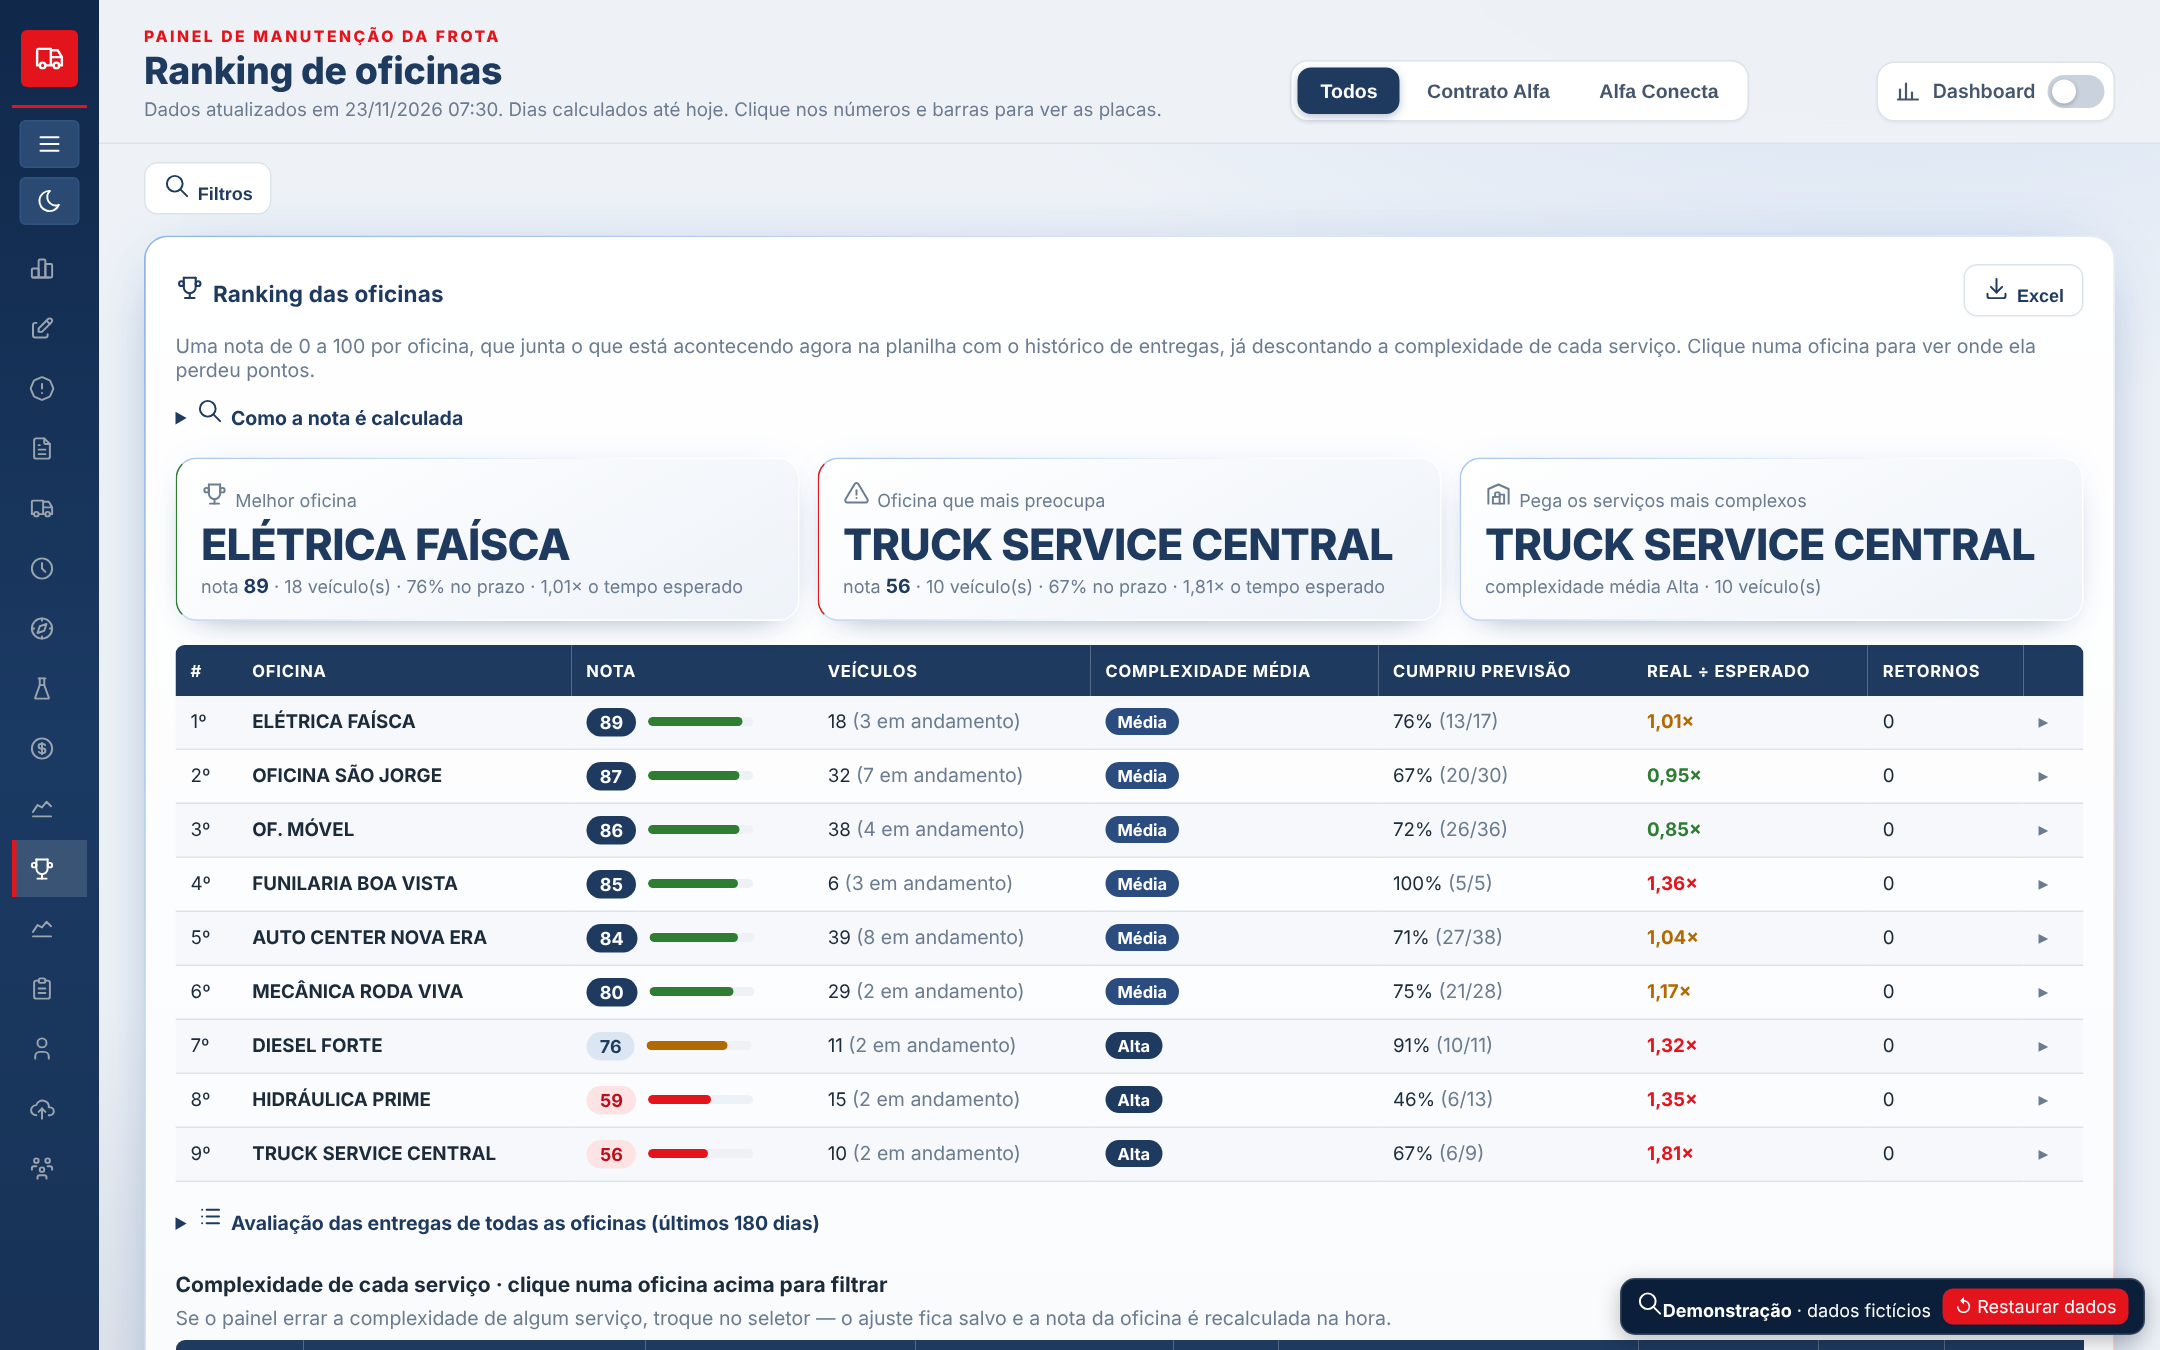 PAINEL DE MANUTENÇÃO DA FROTA
Ranking de oficinas
Dados atualizados em 23/11/2026 07:30. Dias calculados até hoje. Clique nos números e barras para ver as placas.
Todos
Contrato Alfa
Alfa Conecta
Dashboard
Filtros
Ranking das oficinas
Excel
Uma nota de 0 a 100 por oficina, que junta o que está acontecendo agora na planilha com o histórico de entregas, já descontando a complexidade de cada serviço. Clique numa oficina para ver onde ela
perdeu pontos.
▶ Como a nota é calculada
Melhor oficina
ELÉTRICA FAÍSCA
nota 89 · 18 veículo(s) · 76% no prazo · 1,01× o tempo esperado
Oficina que mais preocupa
TRUCK SERVICE CENTRAL
nota 56 · 10 veículo(s) · 67% no prazo · 1,81× o tempo esperado
Pega os serviços mais complexos
TRUCK SERVICE CENTRAL
complexidade média Alta · 10 veículo(s)
# OFICINA NOTA VEÍCULOS COMPLEXIDADE MÉDIA CUMPRIU PREVISÃO REAL ÷ ESPERADO RETORNOS
1º ELÉTRICA FAÍSCA 89 18 (3 em andamento) Média 76% (13/17) 1,01× 0 ▸
2º OFICINA SÃO JORGE 87 32 (7 em andamento) Média 67% (20/30) 0,95× 0 ▸
3º OF. MÓVEL 86 38 (4 em andamento) Média 72% (26/36) 0,85× 0 ▸
4º FUNILARIA BOA VISTA 85 6 (3 em andamento) Média 100% (5/5) 1,36× 0 ▸
5º AUTO CENTER NOVA ERA 84 39 (8 em andamento) Média 71% (27/38) 1,04× 0 ▸
6º MECÂNICA RODA VIVA 80 29 (2 em andamento) Média 75% (21/28) 1,17× 0 ▸
7º DIESEL FORTE 76 11 (2 em andamento) Alta 91% (10/11) 1,32× 0 ▸
8º HIDRÁULICA PRIME 59 15 (2 em andamento) Alta 46% (6/13) 1,35× 0 ▸
9º TRUCK SERVICE CENTRAL 56 10 (2 em andamento) Alta 67% (6/9) 1,81× 0 ▸
▶ Avaliação das entregas de todas as oficinas (últimos 180 dias)
Complexidade de cada serviço · clique numa oficina acima para filtrar
Se o painel errar a complexidade de algum serviço, troque no seletor — o ajuste fica salvo e a nota da oficina é recalculada na hora.
Demonstração · dados fictícios
Restaurar dados